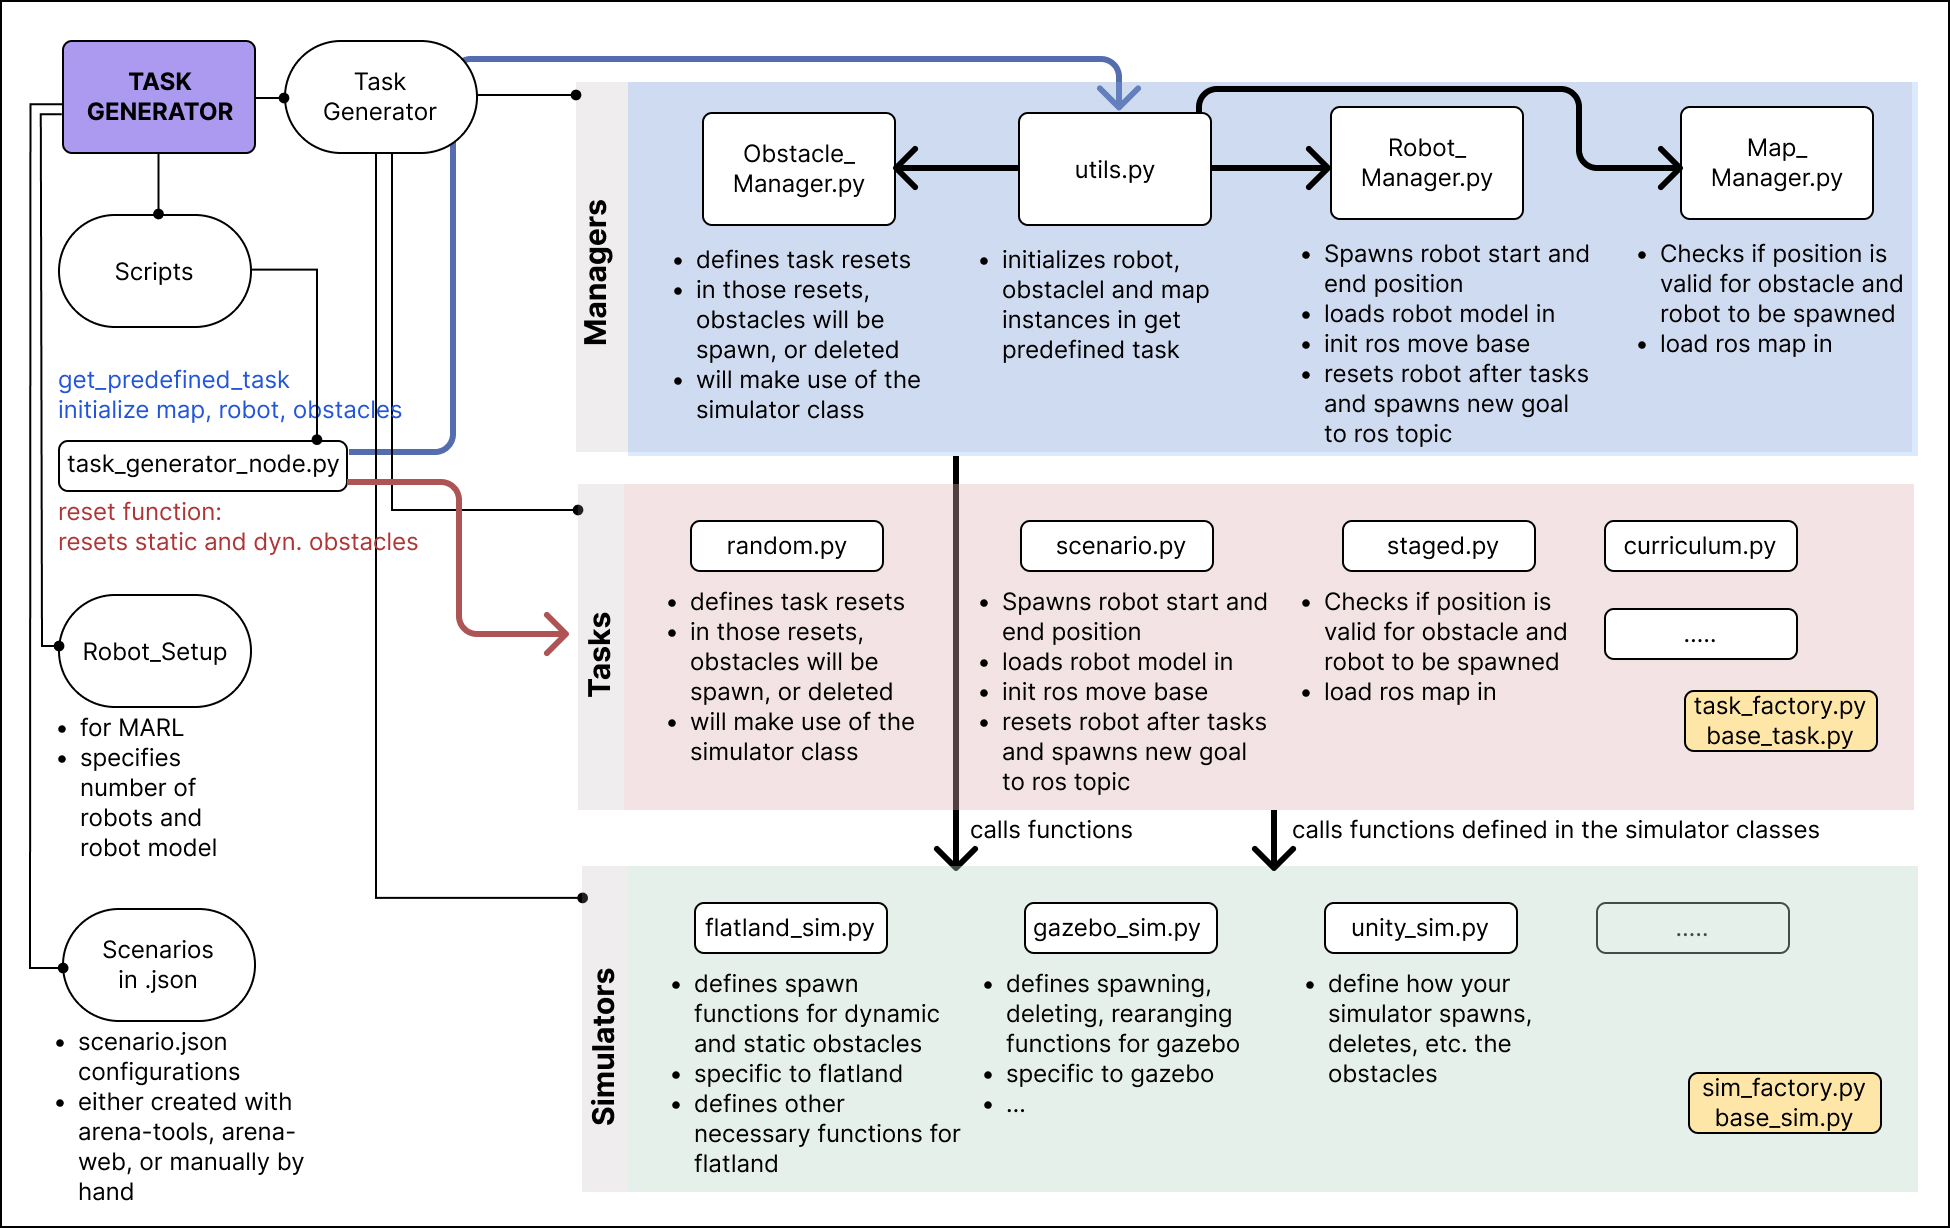 TASK
GENERATOR
Task
Generator
Scripts
get_predefined_task
initialize map, robot, obstacles
task_generator_node.py
reset function:
resets static and dyn. obstacles
Robot_Setup
• for MARL
• specifies
number of
robots and
robot model
Scenarios
in .json
• scenario.json
configurations
• either created with
arena-tools, arena-
web, or manually by
hand
Managers
Obstacle_
Manager.py
• defines task resets
• in those resets,
obstacles will be
spawn, or deleted
• will make use of the
simulator class
utils.py
• initializes robot,
obstaclel and map
instances in get
predefined task
Robot_
Manager.py
• Spawns robot start and
end position
• loads robot model in
• init ros move base
• resets robot after tasks
and spawns new goal
to ros topic
Map_
Manager.py
• Checks if position is
valid for obstacle and
robot to be spawned
• load ros map in
Tasks
random.py
• defines task resets
• in those resets,
obstacles will be
spawn, or deleted
• will make use of the
simulator class
scenario.py
• Spawns robot start and
end position
• loads robot model in
• init ros move base
• resets robot after tasks
and spawns new goal
to ros topic
staged.py
• Checks if position is
valid for obstacle and
robot to be spawned
• load ros map in
curriculum.py
.....
task_factory.py
base_task.py
calls functions
calls functions defined in the simulator classes
Simulators
flatland_sim.py
• defines spawn
functions for dynamic
and static obstacles
• specific to flatland
• defines other
necessary functions for
flatland
gazebo_sim.py
• defines spawning,
deleting, rearanging
functions for gazebo
• specific to gazebo
• ...
unity_sim.py
• define how your
simulator spawns,
deletes, etc. the
obstacles
.....
sim_factory.py
base_sim.py